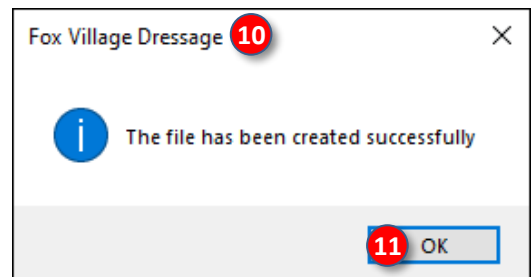 Fox Village Dressage 10
i The file has been created successfully
11 OK